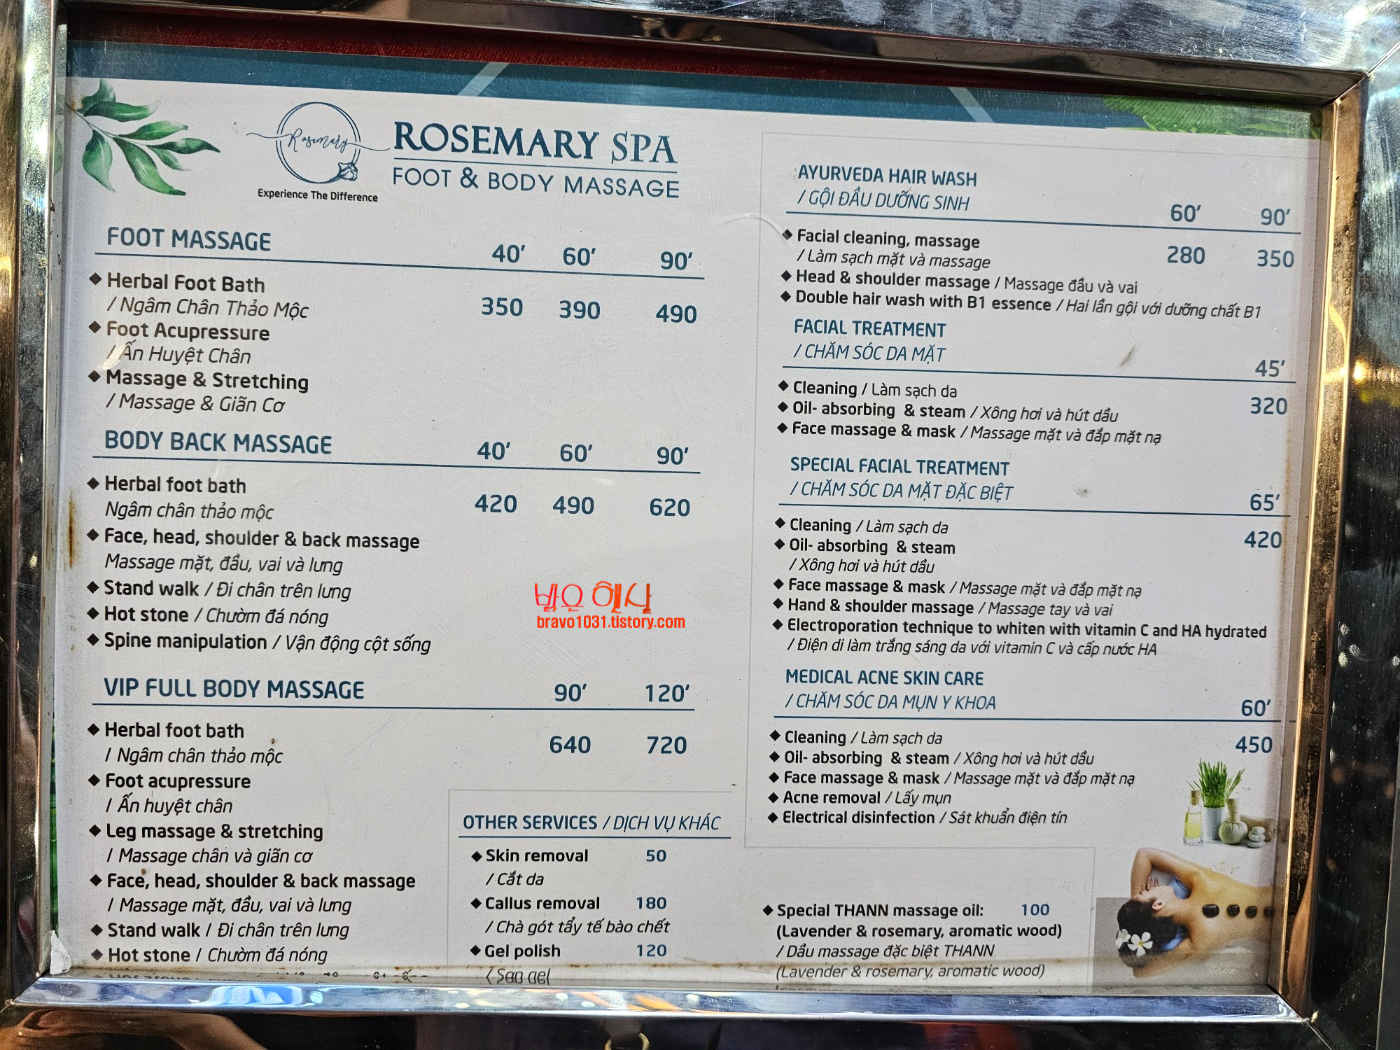 Rosemary
Experience The Difference
ROSEMARY SPA
FOOT & BODY MASSAGE
FOOT MASSAGE 40’ 60’ 90’
◆ Herbal Foot Bath
/ Ngâm Chân Thảo Mộc 350 390 490
◆ Foot Acupressure
/ Ấn Huyệt Chân
◆ Massage & Stretching
/ Massage & Giãn Cơ
BODY BACK MASSAGE 40’ 60’ 90’
◆ Herbal foot bath
Ngâm chân thảo mộc 420 490 620
◆ Face, head, shoulder & back massage
Massage mặt, đầu, vai và lưng
◆ Stand walk / Đi chân trên lưng
◆ Hot stone / Chườm đá nóng
◆ Spine manipulation / Vận động cột sống
bravo1031.tistory.com
VIP FULL BODY MASSAGE 90’ 120’
◆ Herbal foot bath
/ Ngâm chân thảo mộc 640 720
◆ Foot acupressure
/ Ấn huyệt chân
◆ Leg massage & stretching
/ Massage chân và giãn cơ
◆ Face, head, shoulder & back massage
/ Massage mặt, đầu, vai và lưng
◆ Stand walk / Đi chân trên lưng
◆ Hot stone / Chườm đá nóng
OTHER SERVICES / DỊCH VỤ KHÁC
◆ Skin removal 50
/ Cắt da
◆ Callus removal 180
/ Chà gót tẩy tế bào chết
◆ Gel polish 120
/ Sơn gel
AYURVEDA HAIR WASH
/ GỘI ĐẦU DƯỠNG SINH 60’ 90’
◆ Facial cleaning, massage 280 350
/ Làm sạch mặt và massage
◆ Head & shoulder massage / Massage đầu và vai
◆ Double hair wash with B1 essence / Hai lần gội với dưỡng chất B1
FACIAL TREATMENT
/ CHĂM SÓC DA MẶT 45’
◆ Cleaning / Làm sạch da 320
◆ Oil- absorbing & steam / Xông hơi và hút dầu
◆ Face massage & mask / Massage mặt và đắp mặt nạ
SPECIAL FACIAL TREATMENT
/ CHĂM SÓC DA MẶT ĐẶC BIỆT 65’
◆ Cleaning / Làm sạch da 420
◆ Oil- absorbing & steam
/ Xông hơi và hút dầu
◆ Face massage & mask / Massage mặt và đắp mặt nạ
◆ Hand & shoulder massage / Massage tay và vai
◆ Electroporation technique to whiten with vitamin C and HA hydrated
/ Điện di làm trắng sáng da với vitamin C và cấp nước HA
MEDICAL ACNE SKIN CARE
/ CHĂM SÓC DA MỤN Y KHOA 60’
◆ Cleaning / Làm sạch da 450
◆ Oil- absorbing & steam / Xông hơi và hút dầu
◆ Face massage & mask / Massage mặt và đắp mặt nạ
◆ Acne removal / Lấy mụn
◆ Electrical disinfection / Sát khuẩn điện tín
◆ Special THANN massage oil: 100
(Lavender & rosemary, aromatic wood)
/ Dầu massage đặc biệt THANN
(Lavender & rosemary, aromatic wood)